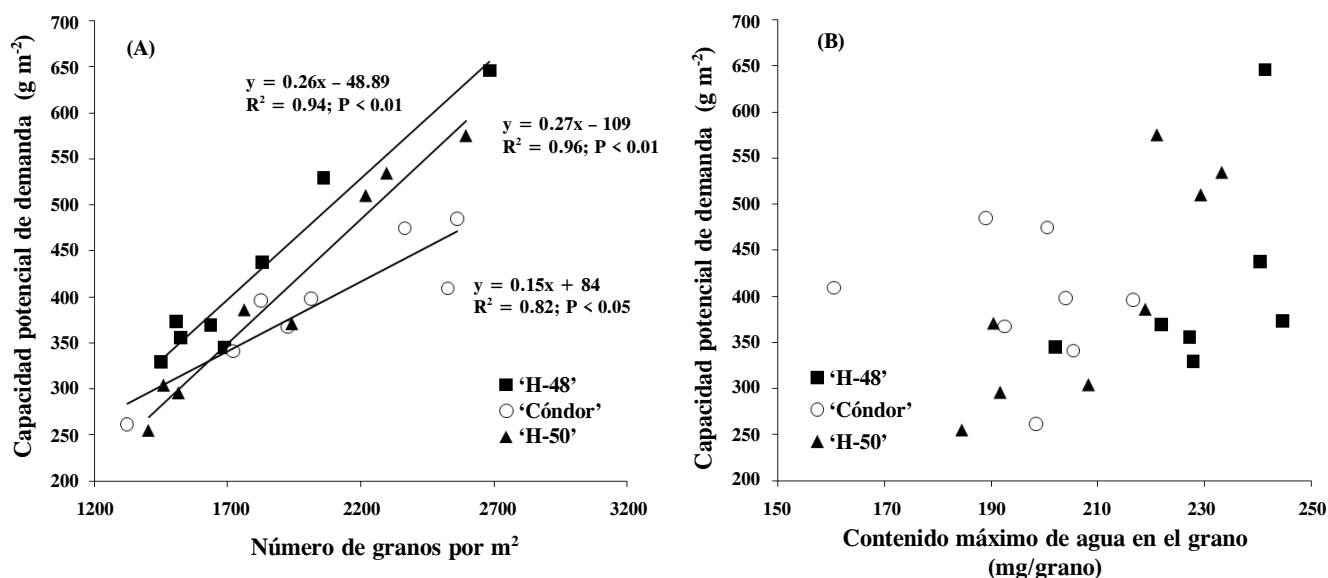 (A)
Capacidad potencial de demanda (g m⁻²)
700
650
600
550
500
450
400
350
300
250
200
y = 0.26x – 48.89
R² = 0.94; P < 0.01
y = 0.27x – 109
R² = 0.96; P < 0.01
y = 0.15x + 84
R² = 0.82; P < 0.05
‘H-48’
‘Cóndor’
‘H-50’
1200 1700 2200 2700 3200
Número de granos por m²
(B)
Capacidad potencial de demanda (g m⁻²)
700
650
600
550
500
450
400
350
300
250
200
‘H-48’
‘Cóndor’
‘H-50’
150 170 190 210 230 250
Contenido máximo de agua en el grano
(mg/grano)